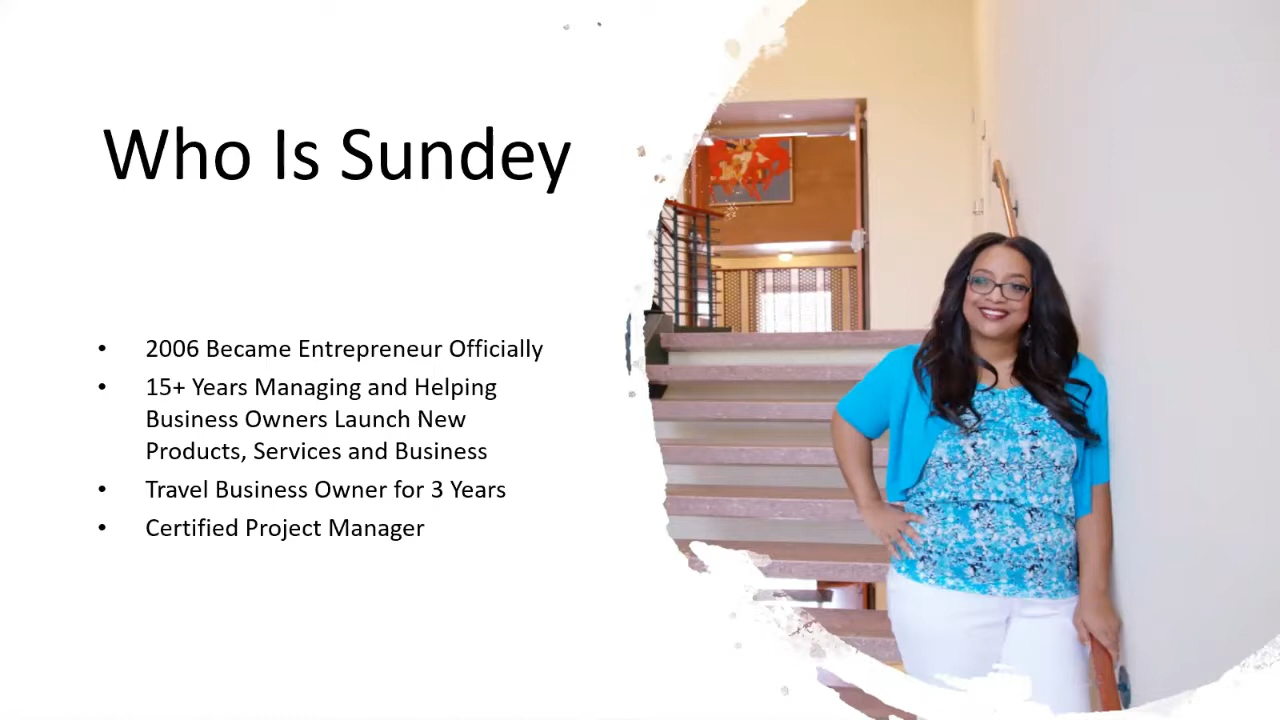 Who Is Sundey
• 2006 Became Entrepreneur Officially
• 15+ Years Managing and Helping
Business Owners Launch New
Products, Services and Business
• Travel Business Owner for 3 Years
• Certified Project Manager